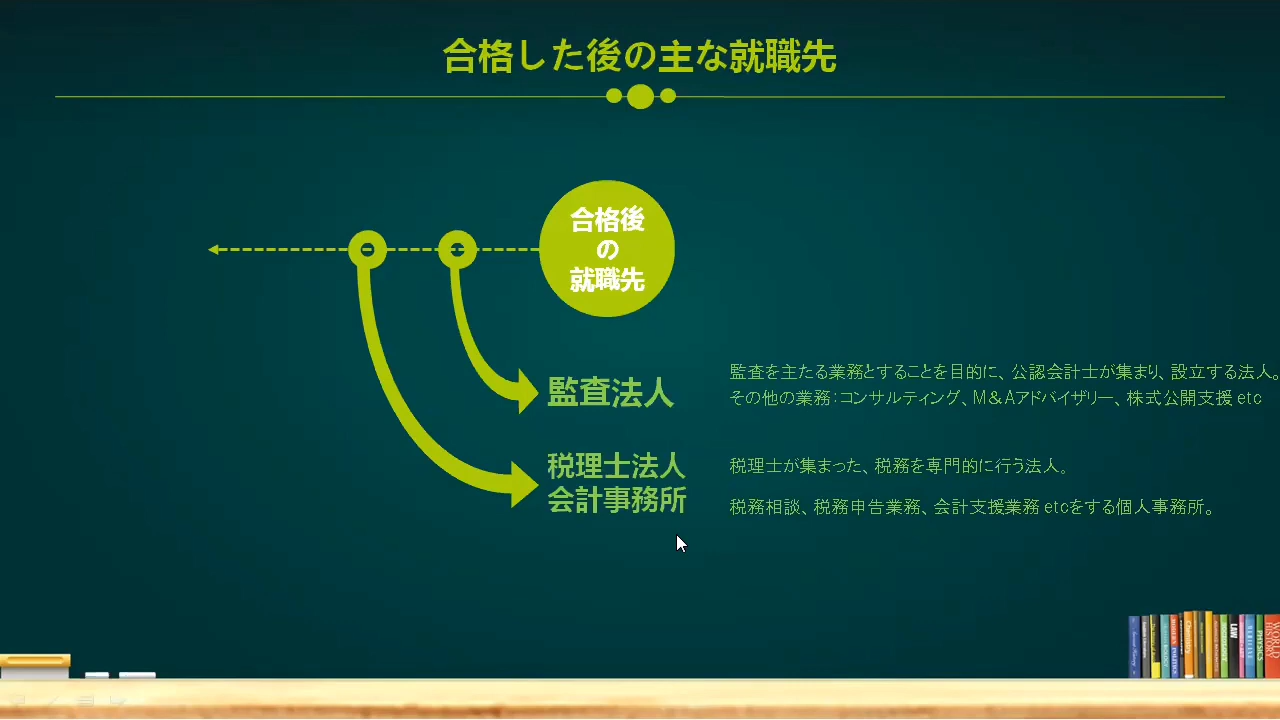 合格した後の主な就職先
合格後
の
就職先
監査法人
監査を主たる業務とすることを目的に、公認会計士が集まり、設立する法人。
その他の業務：コンサルティング、M＆Aアドバイザリー、株式公開支援 etc
税理士法人
税理士が集まった、税務を専門的に行う法人。
会計事務所
税務相談、税務申告業務、会計支援業務 etcをする個人事務所。
LAW
PHYSICS
WORLD
HISTORY